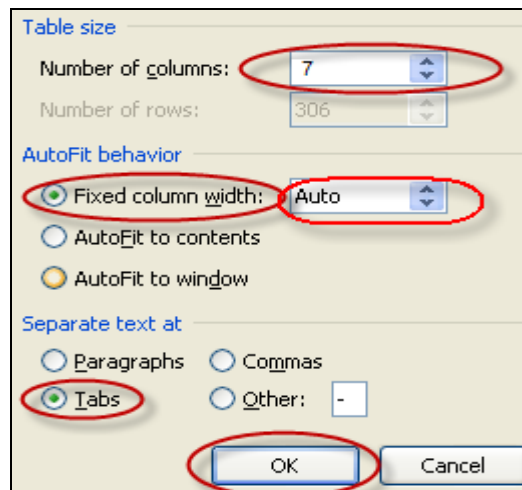 Table size
Number of columns: 7
Number of rows: 306
AutoFit behavior
Fixed column width: Auto
AutoFit to contents
AutoFit to window
Separate text at
Paragraphs Commas
Tabs Other: -
OK Cancel